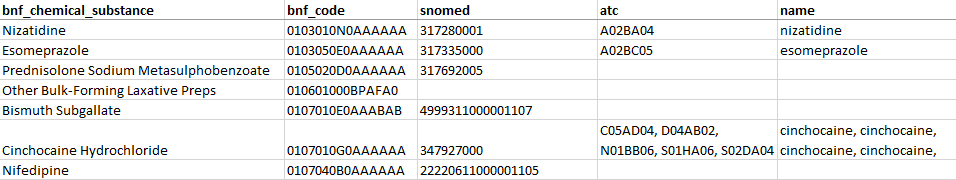 bnf_chemical_substance bnf_code snomed atc name
Nizatidine 0103010N0AAAAAA 317280001 A02BA04 nizatidine
Esomeprazole 0103050E0AAAAAA 317335000 A02BC05 esomeprazole
Prednisolone Sodium Metasulphobenzoate 0105020D0AAAAAA 317692005
Other Bulk-Forming Laxative Preps 010601000BPAFA0
Bismuth Subgallate 0107010E0AAABAB 4999311000001107
C05AD04, D04AB02, cinchocaine, cinchocaine,
Cinchocaine Hydrochloride 0107010G0AAAAAA 347927000 N01BB06, S01HA06, S02DA04 cinchocaine, cinchocaine,
Nifedipine 0107040B0AAAAAA 22220611000001105